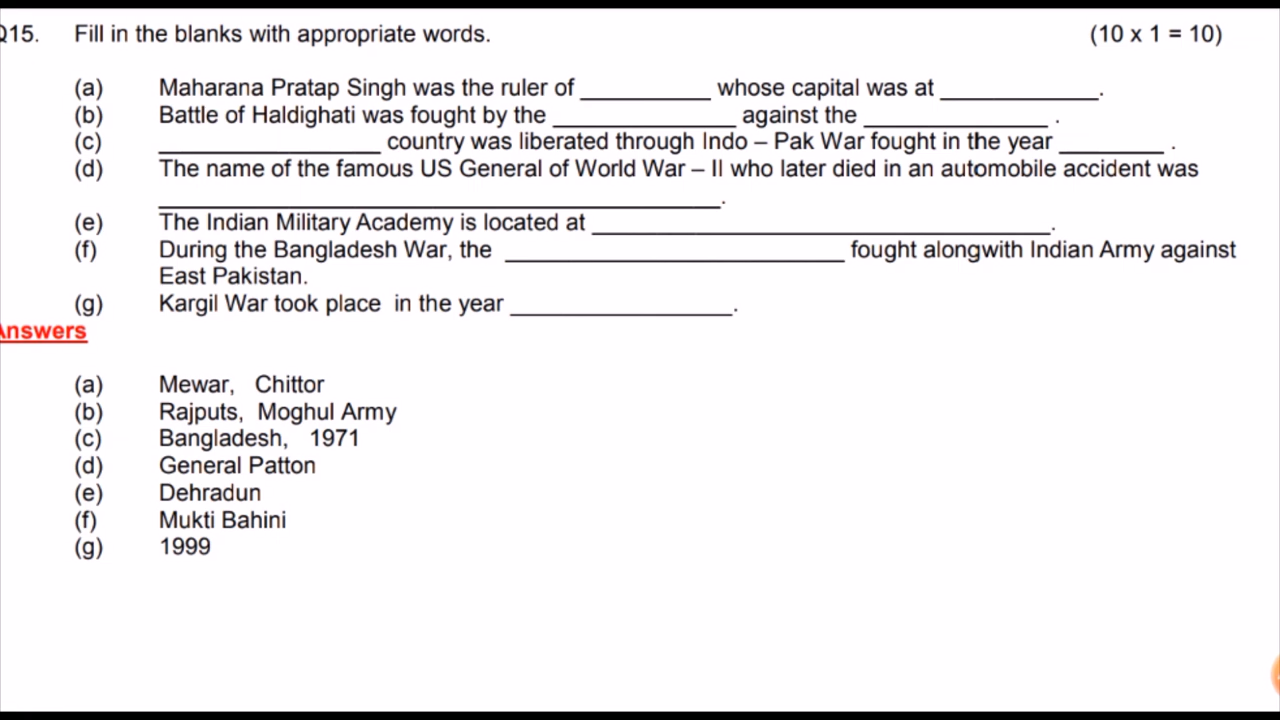 Q15. Fill in the blanks with appropriate words. (10 x 1 = 10)
(a) Maharana Pratap Singh was the ruler of __________ whose capital was at ____________.
(b) Battle of Haldighati was fought by the ______________ against the ______________ .
(c) _________________ country was liberated through Indo – Pak War fought in the year ________ .
(d) The name of the famous US General of World War – II who later died in an automobile accident was
___________________________________________.
(e) The Indian Military Academy is located at ___________________________________.
(f) During the Bangladesh War, the __________________________ fought alongwith Indian Army against
East Pakistan.
(g) Kargil War took place in the year _________________.
Answers
(a) Mewar, Chittor
(b) Rajputs, Moghul Army
(c) Bangladesh, 1971
(d) General Patton
(e) Dehradun
(f) Mukti Bahini
(g) 1999